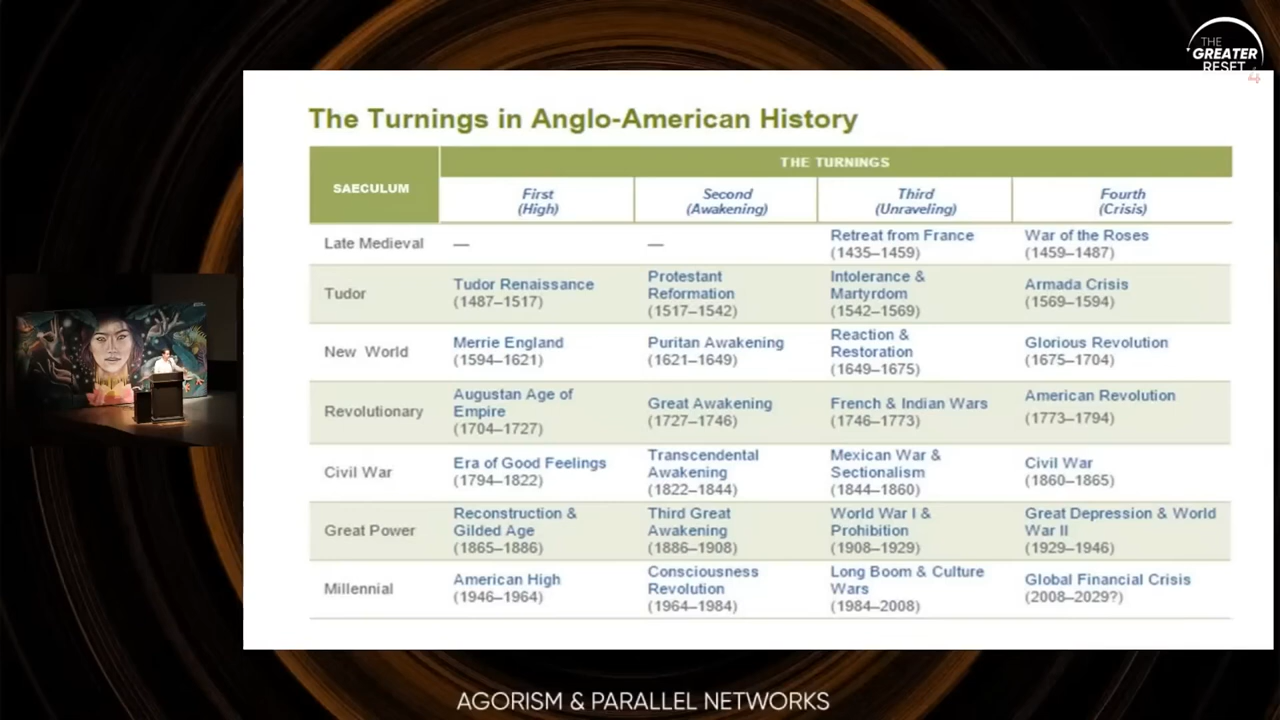 THE
GREATER
RESET
The Turnings in Anglo-American History
SAECULUM
THE TURNINGS
First
(High)
Second
(Awakening)
Third
(Unraveling)
Fourth
(Crisis)
Late Medieval
—
—
Retreat from France
(1435–1459)
War of the Roses
(1459–1487)
Tudor
Tudor Renaissance
(1487–1517)
Protestant
Reformation
(1517–1542)
Intolerance &
Martyrdom
(1542–1569)
Armada Crisis
(1569–1594)
New World
Merrie England
(1594–1621)
Puritan Awakening
(1621–1649)
Reaction &
Restoration
(1649–1675)
Glorious Revolution
(1675–1704)
Revolutionary
Augustan Age of
Empire
(1704–1727)
Great Awakening
(1727–1746)
French & Indian Wars
(1746–1773)
American Revolution
(1773–1794)
Civil War
Era of Good Feelings
(1794–1822)
Transcendental
Awakening
(1822–1844)
Mexican War &
Sectionalism
(1844–1860)
Civil War
(1860–1865)
Great Power
Reconstruction &
Gilded Age
(1865–1886)
Third Great
Awakening
(1886–1908)
World War I &
Prohibition
(1908–1929)
Great Depression & World
War II
(1929–1946)
Millennial
American High
(1946–1964)
Consciousness
Revolution
(1964–1984)
Long Boom & Culture
Wars
(1984–2008)
Global Financial Crisis
(2008–2029?)
AGORISM & PARALLEL NETWORKS